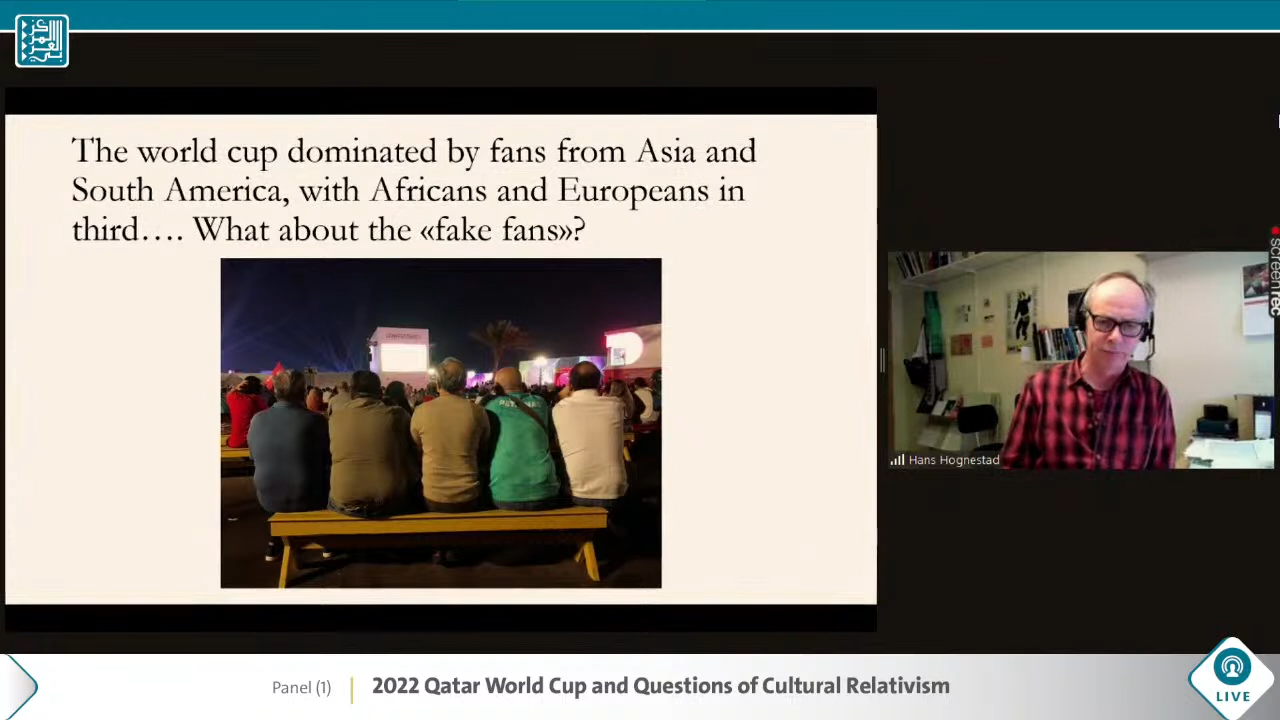 The world cup dominated by fans from Asia and
South America, with Africans and Europeans in
third…. What about the «fake fans»?
Hans Hognestad
screenrec
Panel (1)
2022 Qatar World Cup and Questions of Cultural Relativism
LIVE